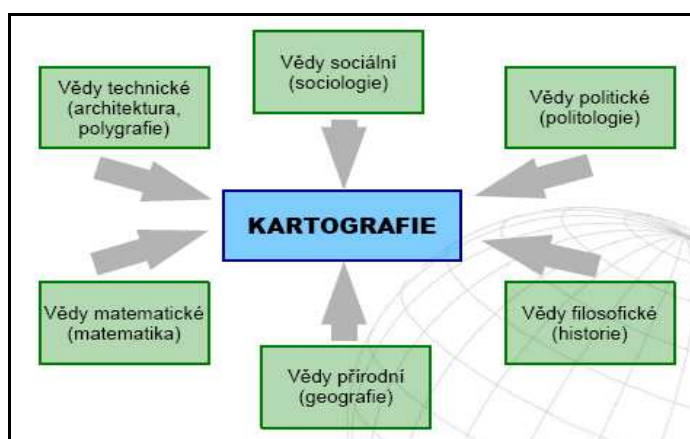 Vědy technické
(architektura,
polygrafie)
Vědy sociální
(sociologie)
Vědy politické
(politologie)
KARTOGRAFIE
Vědy matematické
(matematika)
Vědy přírodní
(geografie)
Vědy filosofické
(historie)